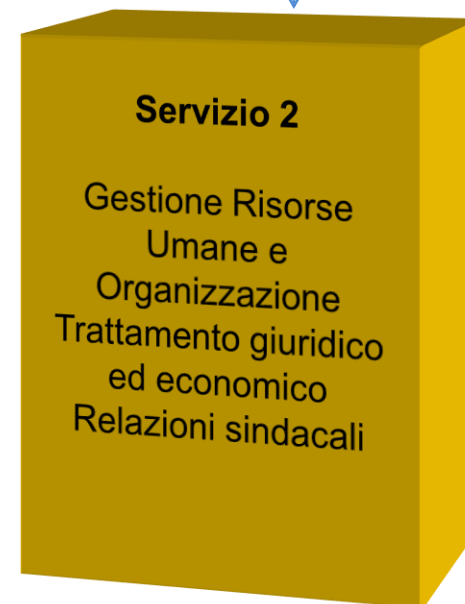 Servizio 2
Gestione Risorse
Umane e
Organizzazione
Trattamento giuridico
ed economico
Relazioni sindacali